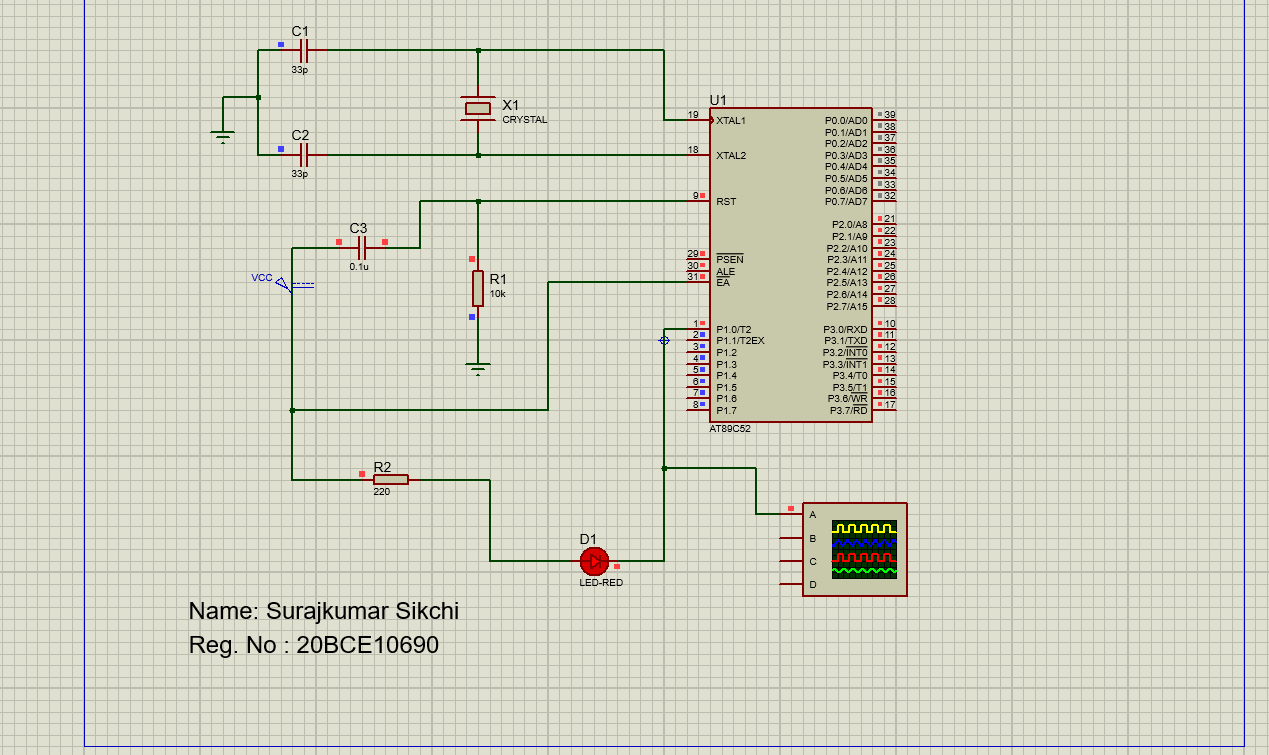 C1
33p
X1
CRYSTAL
C2
33p
C3
0.1u
VCC
R1
10k
R2
220
D1
LED-RED
U1
19 XTAL1
18 XTAL2
9 RST
29 PSEN
30 ALE
31 EA
1 P1.0/T2
2 P1.1/T2EX
3 P1.2
4 P1.3
5 P1.4
6 P1.5
7 P1.6
8 P1.7
P0.0/AD0 39
P0.1/AD1 38
P0.2/AD2 37
P0.3/AD3 36
P0.4/AD4 35
P0.5/AD5 34
P0.6/AD6 33
P0.7/AD7 32
P2.0/A8 21
P2.1/A9 22
P2.2/A10 23
P2.3/A11 24
P2.4/A12 25
P2.5/A13 26
P2.6/A14 27
P2.7/A15 28
P3.0/RXD 10
P3.1/TXD 11
P3.2/INT0 12
P3.3/INT1 13
P3.4/T0 14
P3.5/T1 15
P3.6/WR 16
P3.7/RD 17
AT89C52
A
B
C
D
Name: Surajkumar Sikchi
Reg. No : 20BCE10690